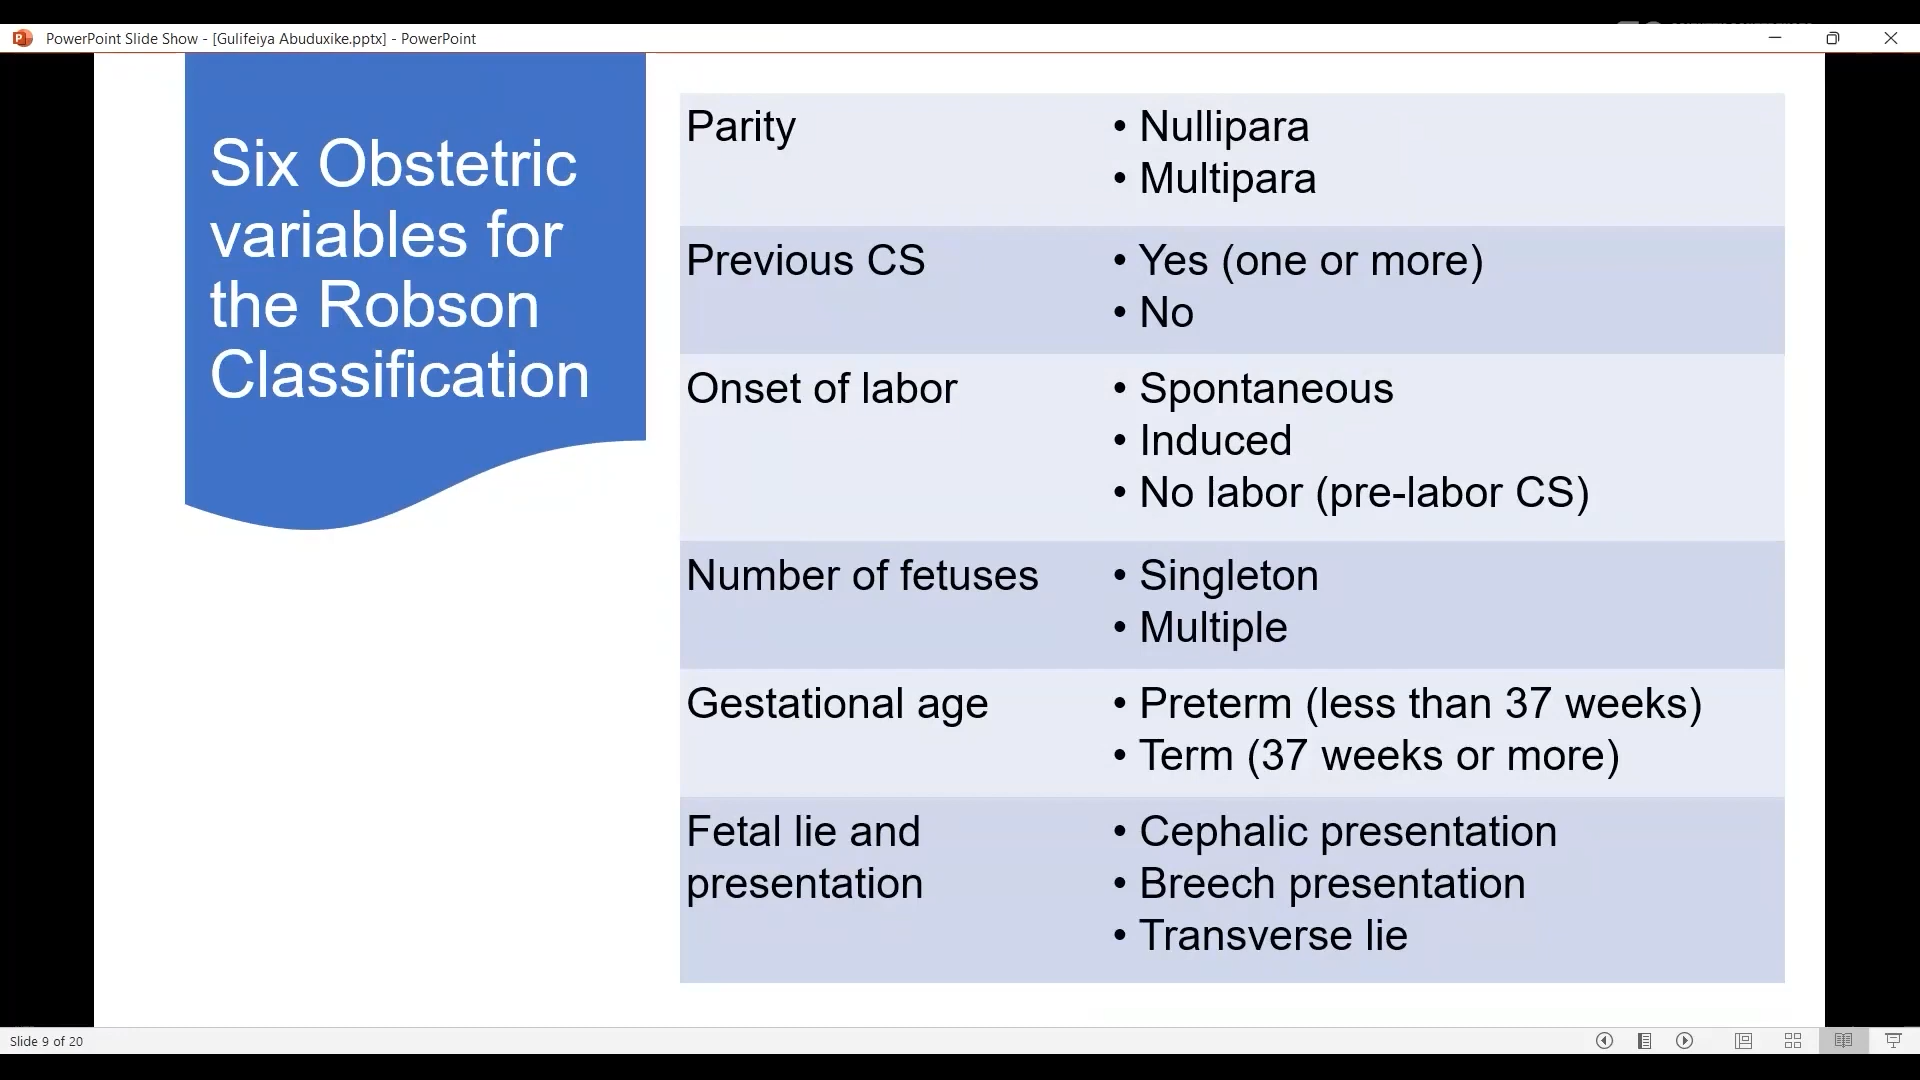 PowerPoint Slide Show - [Gulifeiya Abuduxike.pptx] - PowerPoint
Six Obstetric
variables for
the Robson
Classification
Parity
• Nullipara
• Multipara
Previous CS
• Yes (one or more)
• No
Onset of labor
• Spontaneous
• Induced
• No labor (pre-labor CS)
Number of fetuses
• Singleton
• Multiple
Gestational age
• Preterm (less than 37 weeks)
• Term (37 weeks or more)
Fetal lie and
presentation
• Cephalic presentation
• Breech presentation
• Transverse lie
Slide 9 of 20